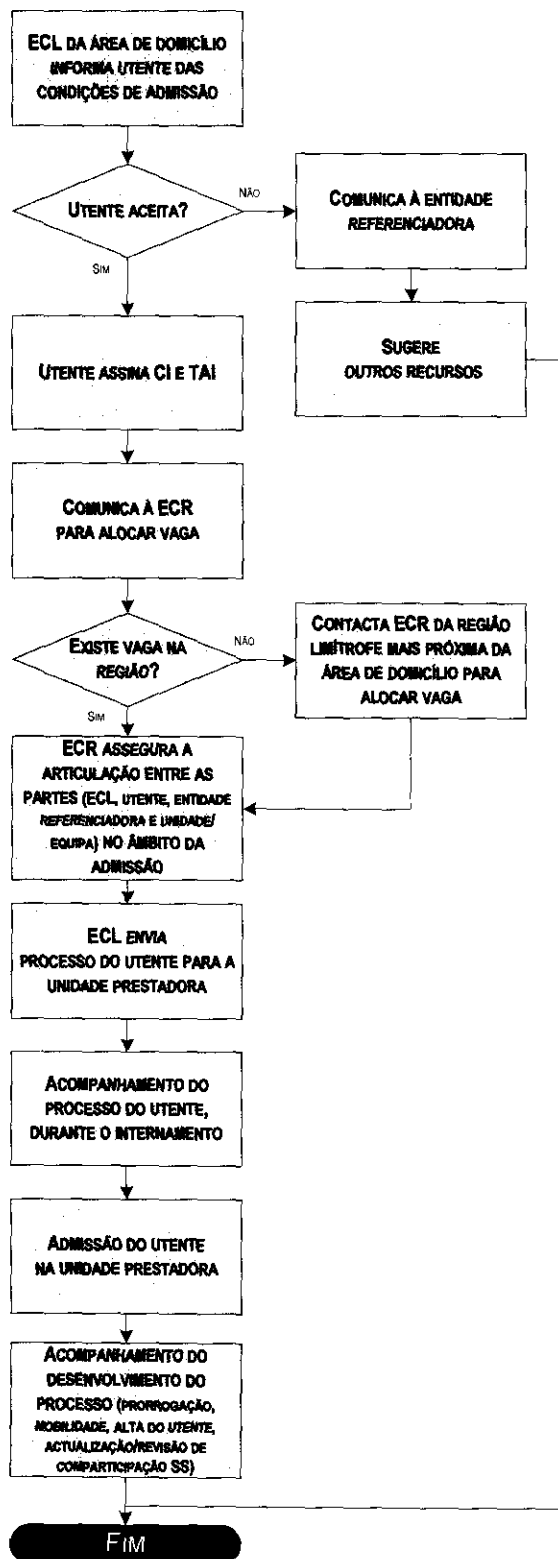 ECL DA ÁREA DE DOMICÍLIO
INFORMA UTENTE DAS
CONDIÇÕES DE ADMISSÃO
UTENTE ACEITA?
NÃO
COMUNICA À ENTIDADE
REFERENCIADORA
SIM
SUGERE
OUTROS RECURSOS
UTENTE ASSINA CI E TAI
COMUNICA À ECR
PARA ALOCAR VAGA
EXISTE VAGA NA
REGIÃO?
NÃO
CONTACTA ECR DA REGIÃO
LIMÍTROFE MAIS PRÓXIMA DA
ÁREA DE DOMICÍLIO PARA
ALOCAR VAGA
SIM
ECR ASSEGURA A
ARTICULAÇÃO ENTRE AS
PARTES (ECL, UTENTE, ENTIDADE
REFERENCIADORA E UNIDADE/
EQUIPA) NO ÂMBITO DA
ADMISSÃO
ECL ENVIA
PROCESSO DO UTENTE PARA A
UNIDADE PRESTADORA
ACOMPANHAMENTO DO
PROCESSO DO UTENTE,
DURANTE O INTERNAMENTO
ADMISSÃO DO UTENTE
NA UNIDADE PRESTADORA
ACOMPANHAMENTO DO
DESENVOLVIMENTO DO
PROCESSO (PRORROGAÇÃO,
MOBILIDADE, ALTA DO UTENTE,
ACTUALIZAÇÃO/REVISÃO DE
COMPARTICIPAÇÃO SS)
FIM